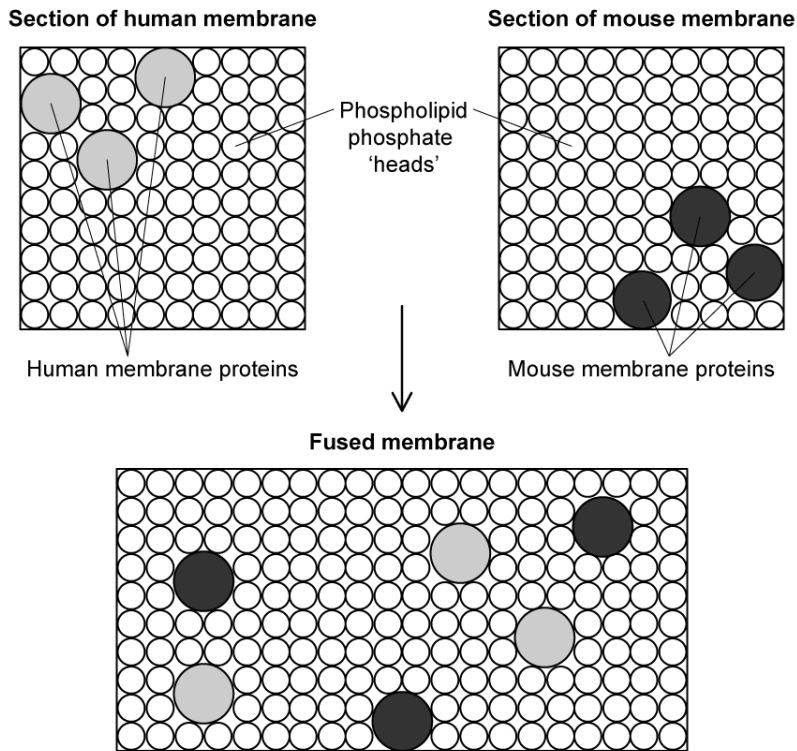 Section of human membrane
Section of mouse membrane
Phospholipid
phosphate
‘heads’
Human membrane proteins
Mouse membrane proteins
Fused membrane